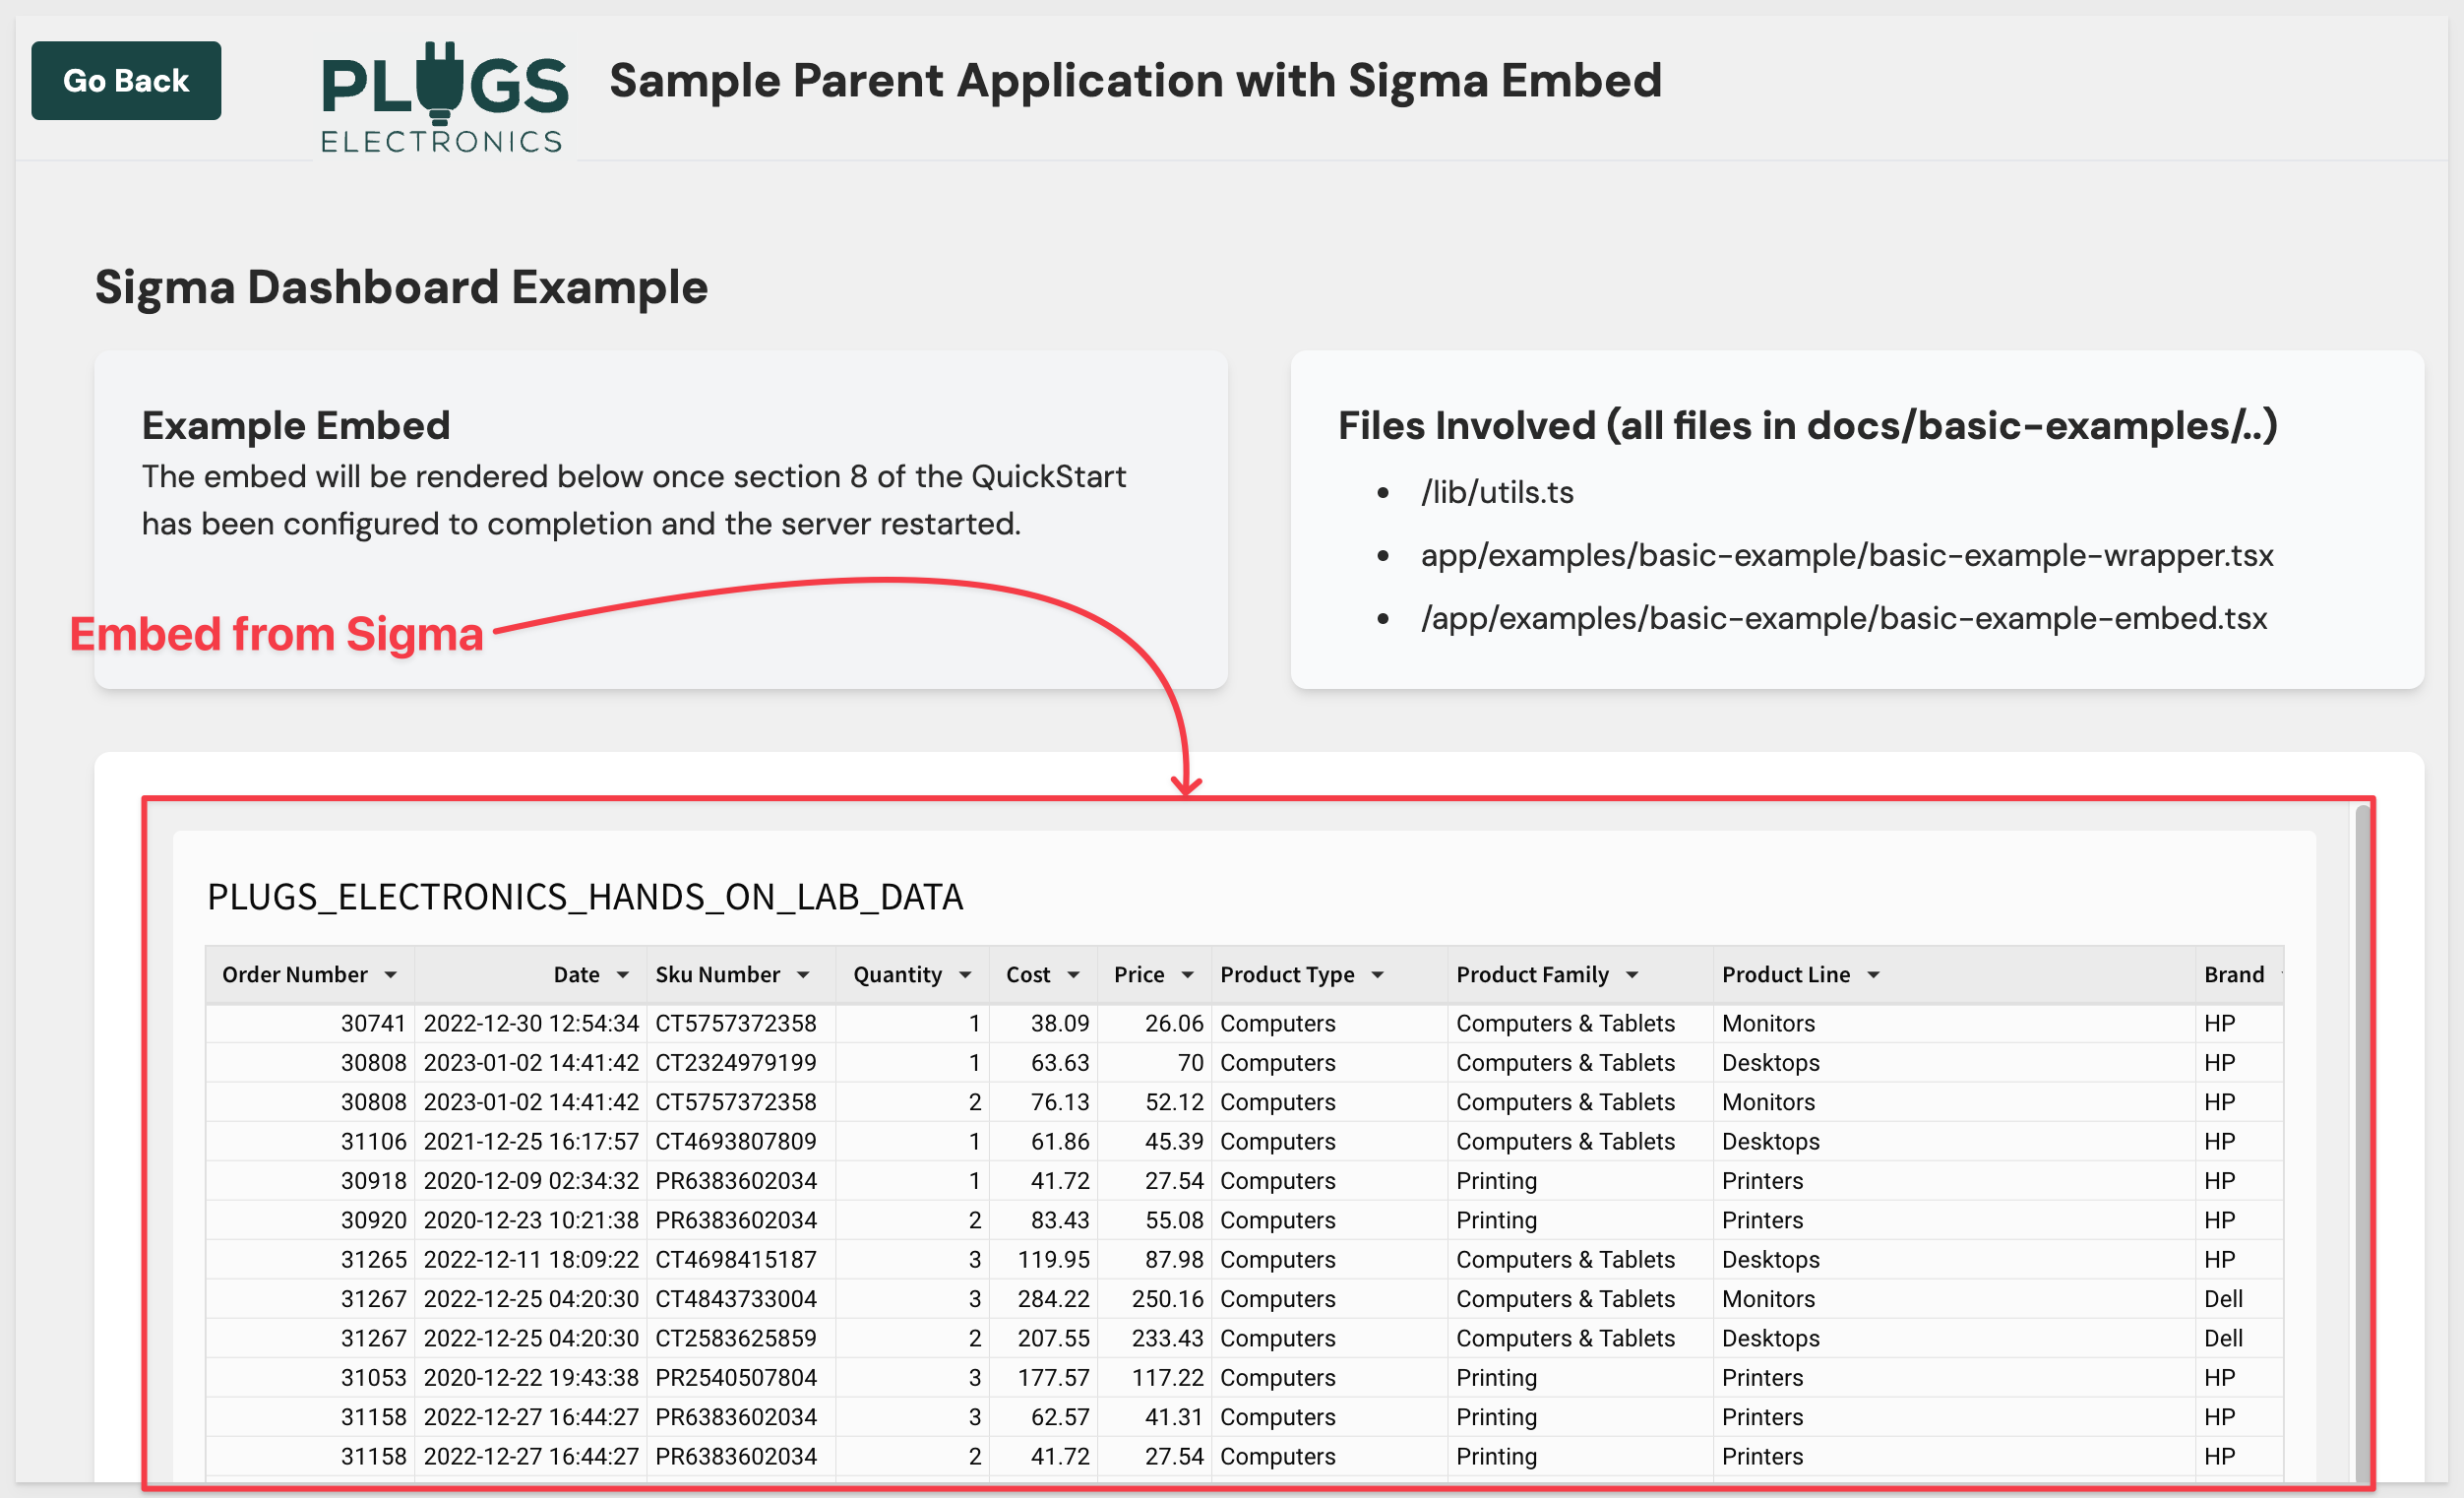 Go Back
PLUGS
ELECTRONICS
Sample Parent Application with Sigma Embed
Sigma Dashboard Example
Example Embed
The embed will be rendered below once section 8 of the QuickStart
has been configured to completion and the server restarted.
Embed from Sigma
Files Involved (all files in docs/basic-examples/..)
• /lib/utils.ts
• app/examples/basic-example/basic-example-wrapper.tsx
• /app/examples/basic-example/basic-example-embed.tsx
PLUGS_ELECTRONICS_HANDS_ON_LAB_DATA
Order Number Date Sku Number Quantity Cost Price Product Type Product Family Product Line Brand
30741 2022-12-30 12:54:34 CT5757372358 1 38.09 26.06 Computers Computers & Tablets Monitors HP
30808 2023-01-02 14:41:42 CT2324979199 1 63.63 70 Computers Computers & Tablets Desktops HP
30808 2023-01-02 14:41:42 CT5757372358 2 76.13 52.12 Computers Computers & Tablets Monitors HP
31106 2021-12-25 16:17:57 CT4693807809 1 61.86 45.39 Computers Computers & Tablets Desktops HP
30918 2020-12-09 02:34:32 PR6383602034 1 41.72 27.54 Computers Printing Printers HP
30920 2020-12-23 10:21:38 PR6383602034 2 83.43 55.08 Computers Printing Printers HP
31265 2022-12-11 18:09:22 CT4698415187 3 119.95 87.98 Computers Computers & Tablets Desktops HP
31267 2022-12-25 04:20:30 CT4843733004 3 284.22 250.16 Computers Computers & Tablets Monitors Dell
31267 2022-12-25 04:20:30 CT2583625859 2 207.55 233.43 Computers Computers & Tablets Desktops Dell
31053 2020-12-22 19:43:38 PR2540507804 3 177.57 117.22 Computers Printing Printers HP
31158 2022-12-27 16:44:27 PR6383602034 3 62.57 41.31 Computers Printing Printers HP
31158 2022-12-27 16:44:27 PR6383602034 2 41.72 27.54 Computers Printing Printers HP